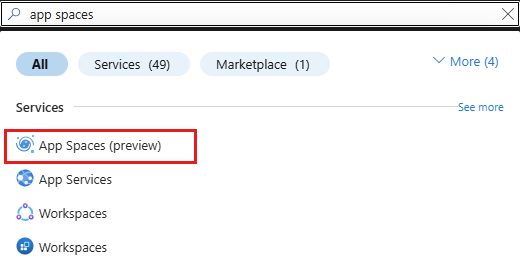 app spaces
All Services (49) Marketplace (1) More (4)
Services See more
App Spaces (preview)
App Services
Workspaces
Workspaces